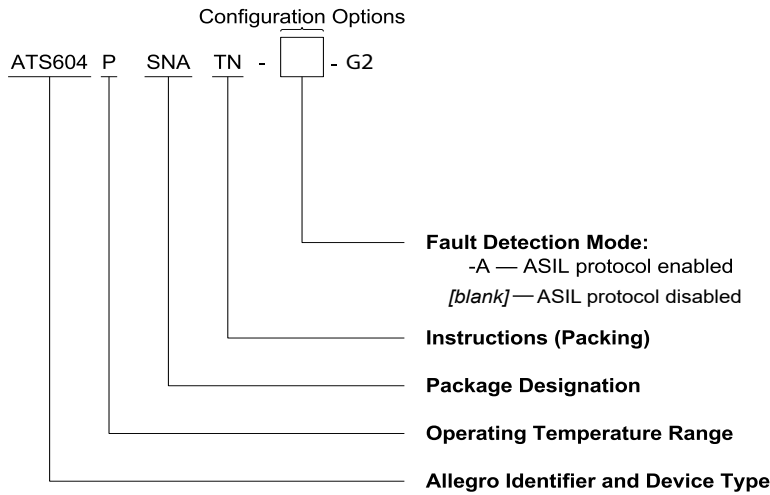 Configuration Options
ATS604 P SNA TN - - G2
Fault Detection Mode:
-A — ASIL protocol enabled
[blank] — ASIL protocol disabled
Instructions (Packing)
Package Designation
Operating Temperature Range
Allegro Identifier and Device Type